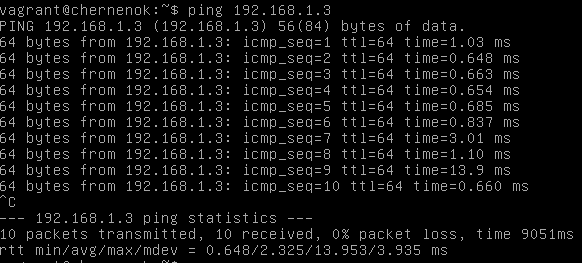 vagrant@chernenok:~$ ping 192.168.1.3
PING 192.168.1.3 (192.168.1.3) 56(84) bytes of data.
64 bytes from 192.168.1.3: icmp_seq=1 ttl=64 time=1.03 ms
64 bytes from 192.168.1.3: icmp_seq=2 ttl=64 time=0.648 ms
64 bytes from 192.168.1.3: icmp_seq=3 ttl=64 time=0.663 ms
64 bytes from 192.168.1.3: icmp_seq=4 ttl=64 time=0.654 ms
64 bytes from 192.168.1.3: icmp_seq=5 ttl=64 time=0.685 ms
64 bytes from 192.168.1.3: icmp_seq=6 ttl=64 time=0.837 ms
64 bytes from 192.168.1.3: icmp_seq=7 ttl=64 time=3.01 ms
64 bytes from 192.168.1.3: icmp_seq=8 ttl=64 time=1.10 ms
64 bytes from 192.168.1.3: icmp_seq=9 ttl=64 time=13.9 ms
64 bytes from 192.168.1.3: icmp_seq=10 ttl=64 time=0.660 ms
^C
--- 192.168.1.3 ping statistics ---
10 packets transmitted, 10 received, 0% packet loss, time 9051ms
rtt min/avg/max/mdev = 0.648/2.325/13.953/3.935 ms